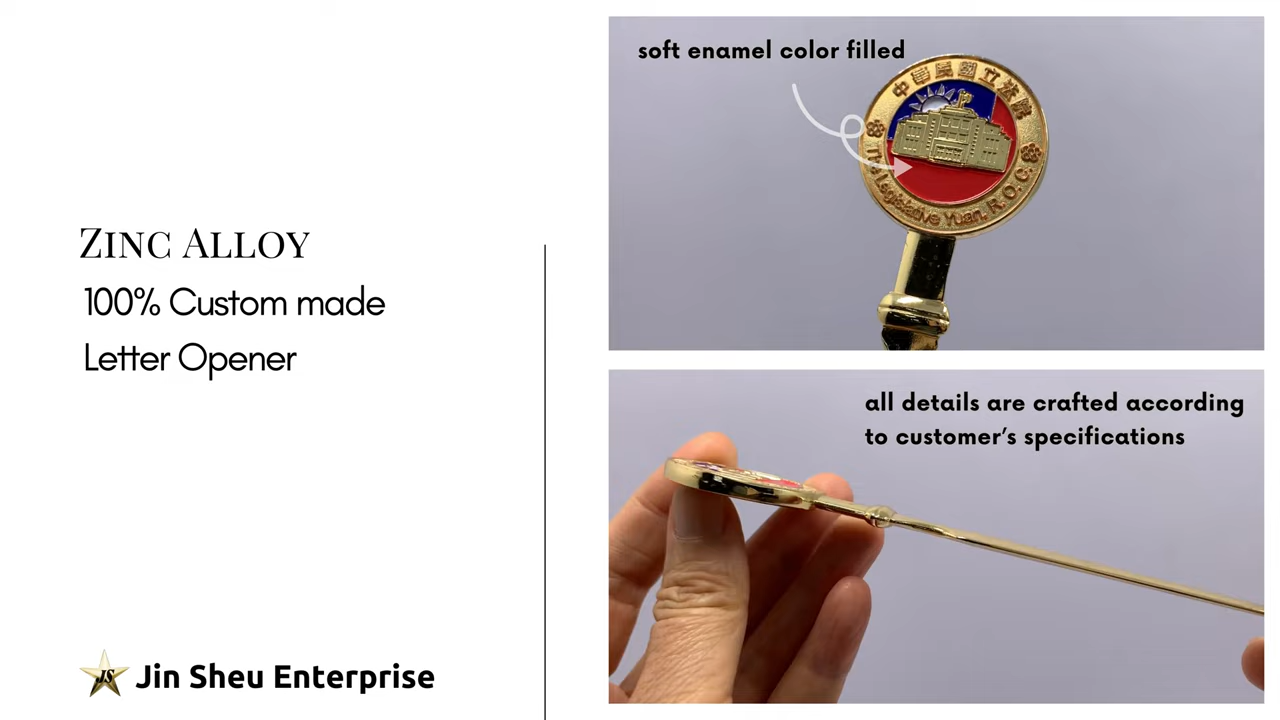 Zinc Alloy
100% Custom made
Letter Opener
JS Jin Sheu Enterprise
soft enamel color filled
中華民國立法院
The Legislative Yuan, R.O.C.
all details are crafted according
to customer's specifications